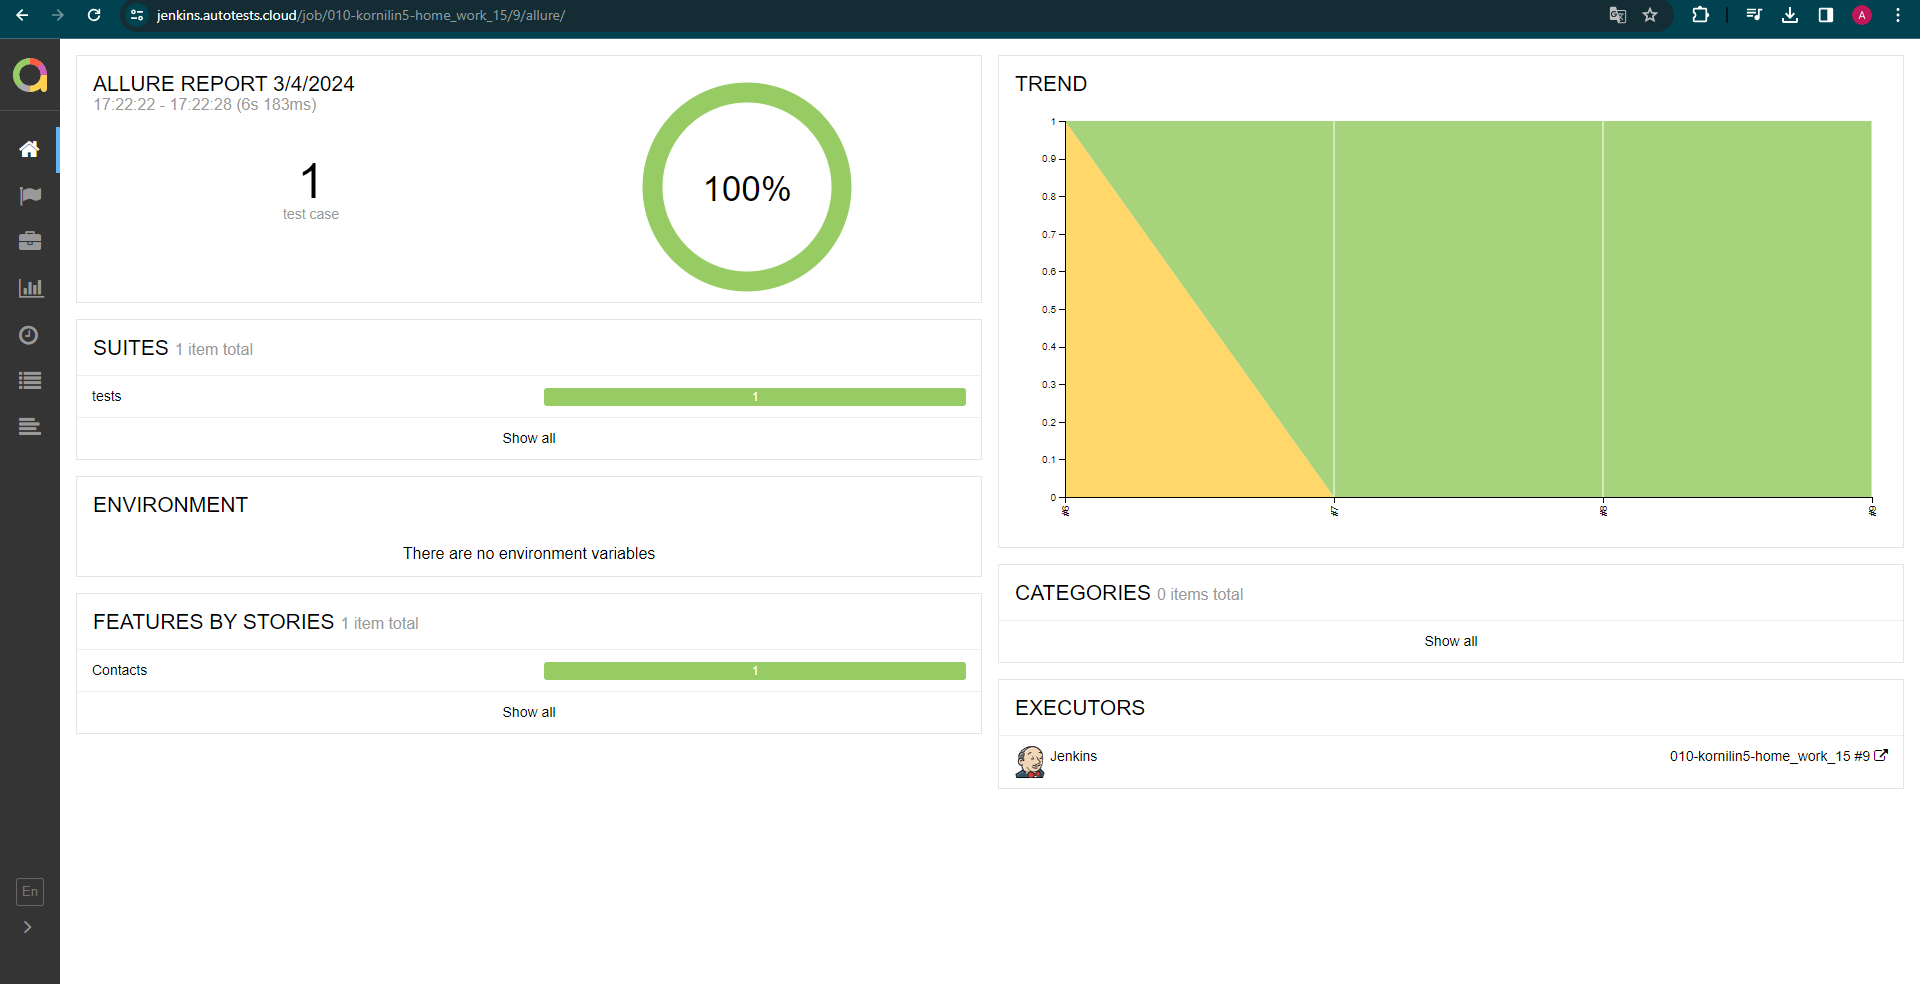 jenkins.autotests.cloud/job/010-kornilin5-home_work_15/9/allure/
A
ALLURE REPORT 3/4/2024
17:22:22 - 17:22:28 (6s 183ms)
1
test case
100%
SUITES 1 item total
tests 1
Show all
ENVIRONMENT
There are no environment variables
FEATURES BY STORIES 1 item total
Contacts 1
Show all
TREND
1
0.9
0.8
0.7
0.6
0.5
0.4
0.3
0.2
0.1
0
#6 #7 #8 #9
CATEGORIES 0 items total
Show all
EXECUTORS
Jenkins 010-kornilin5-home_work_15 #9
En